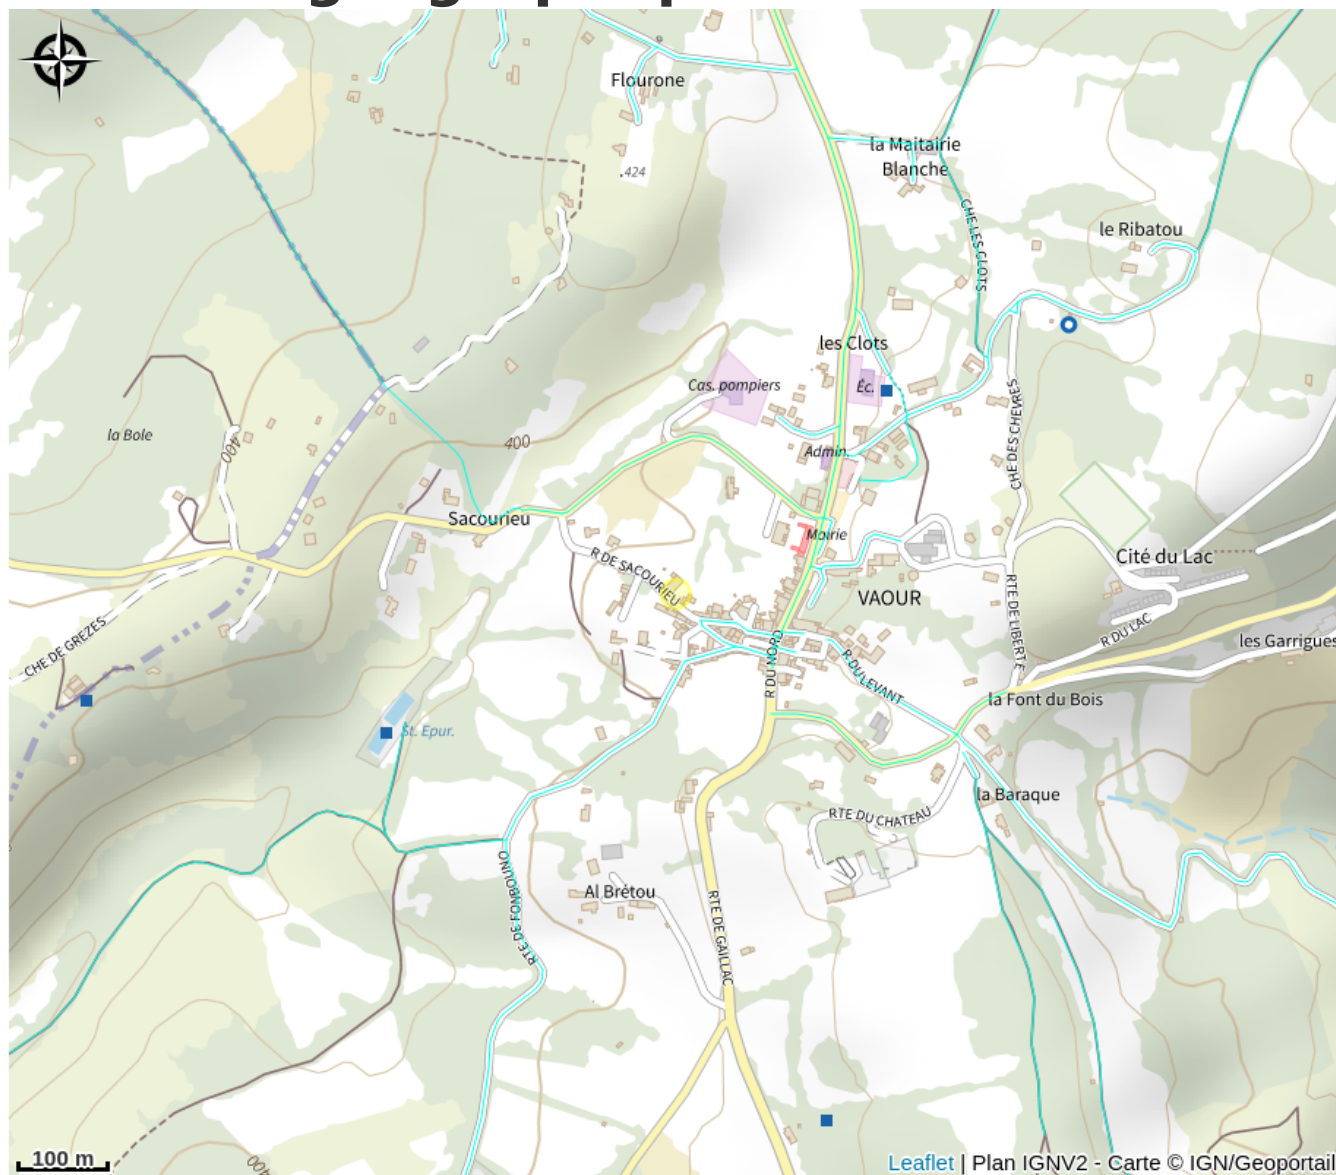 Flourone
424
la Maitairie
Blanche
CHE LES CLOTS
le Ribatou
les Clots
Cas. pompiers
Éc.
CHE DES CHEVRES
la Bole
400
400
Admin.
Sacourieu
Mairie
R DE SACOURIEU
Cité du Lac
VAOUR
RTE DE LIBERTE
R DU LAC
CHE DE GREZES
les Garrigues
R DU NORD
R DU LEVANT
la Font du Bois
St. Epur.
la Baraque
RTE DU CHATEAU
RTE DE FONBOUNO
Al Brétou
RTE DE GAILLAC
400
100 m
Leaflet | Plan IGNV2 - Carte © IGN/Geoportail